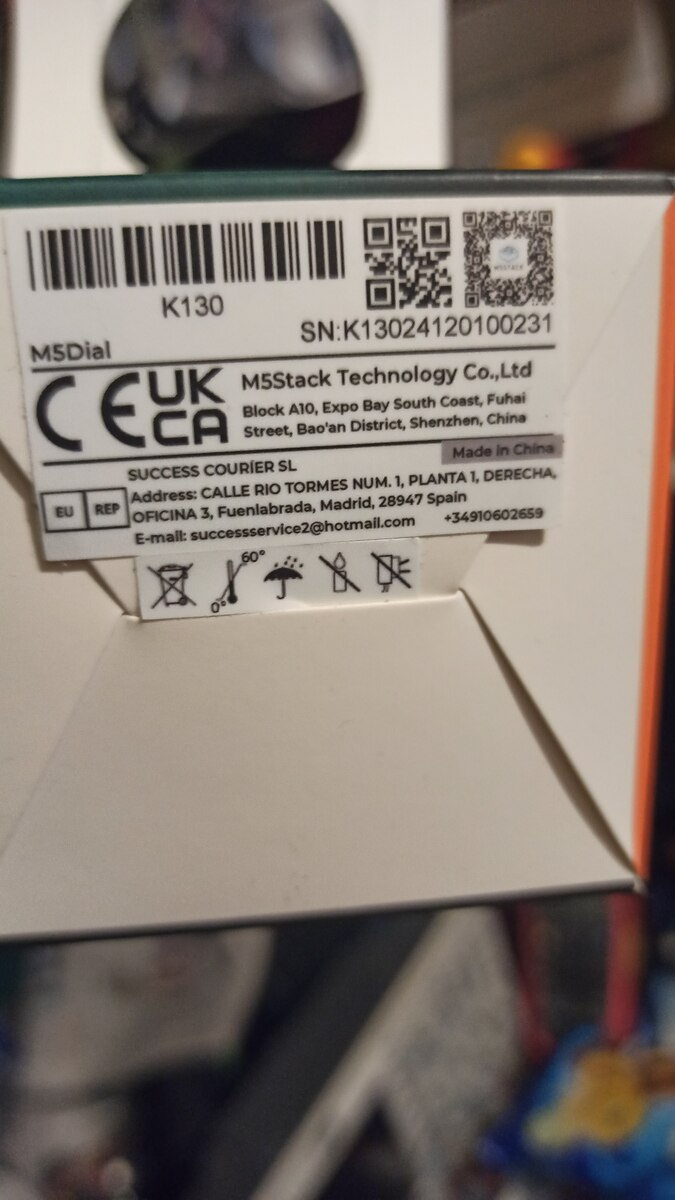 K130
SN:K13024120100231
M5Dial
CE UK CA
M5Stack Technology Co.,Ltd
Block A10, Expo Bay South Coast, Fuhai
Street, Bao'an District, Shenzhen, China
Made in China
SUCCESS COURÍER SL
EU REP
Address: CALLE RIO TORMES NUM. 1, PLANTA 1, DERECHA,
OFICINA 3, Fuenlabrada, Madrid, 28947 Spain
E-mail: successservice2@hotmail.com +34910602659
60°
0°